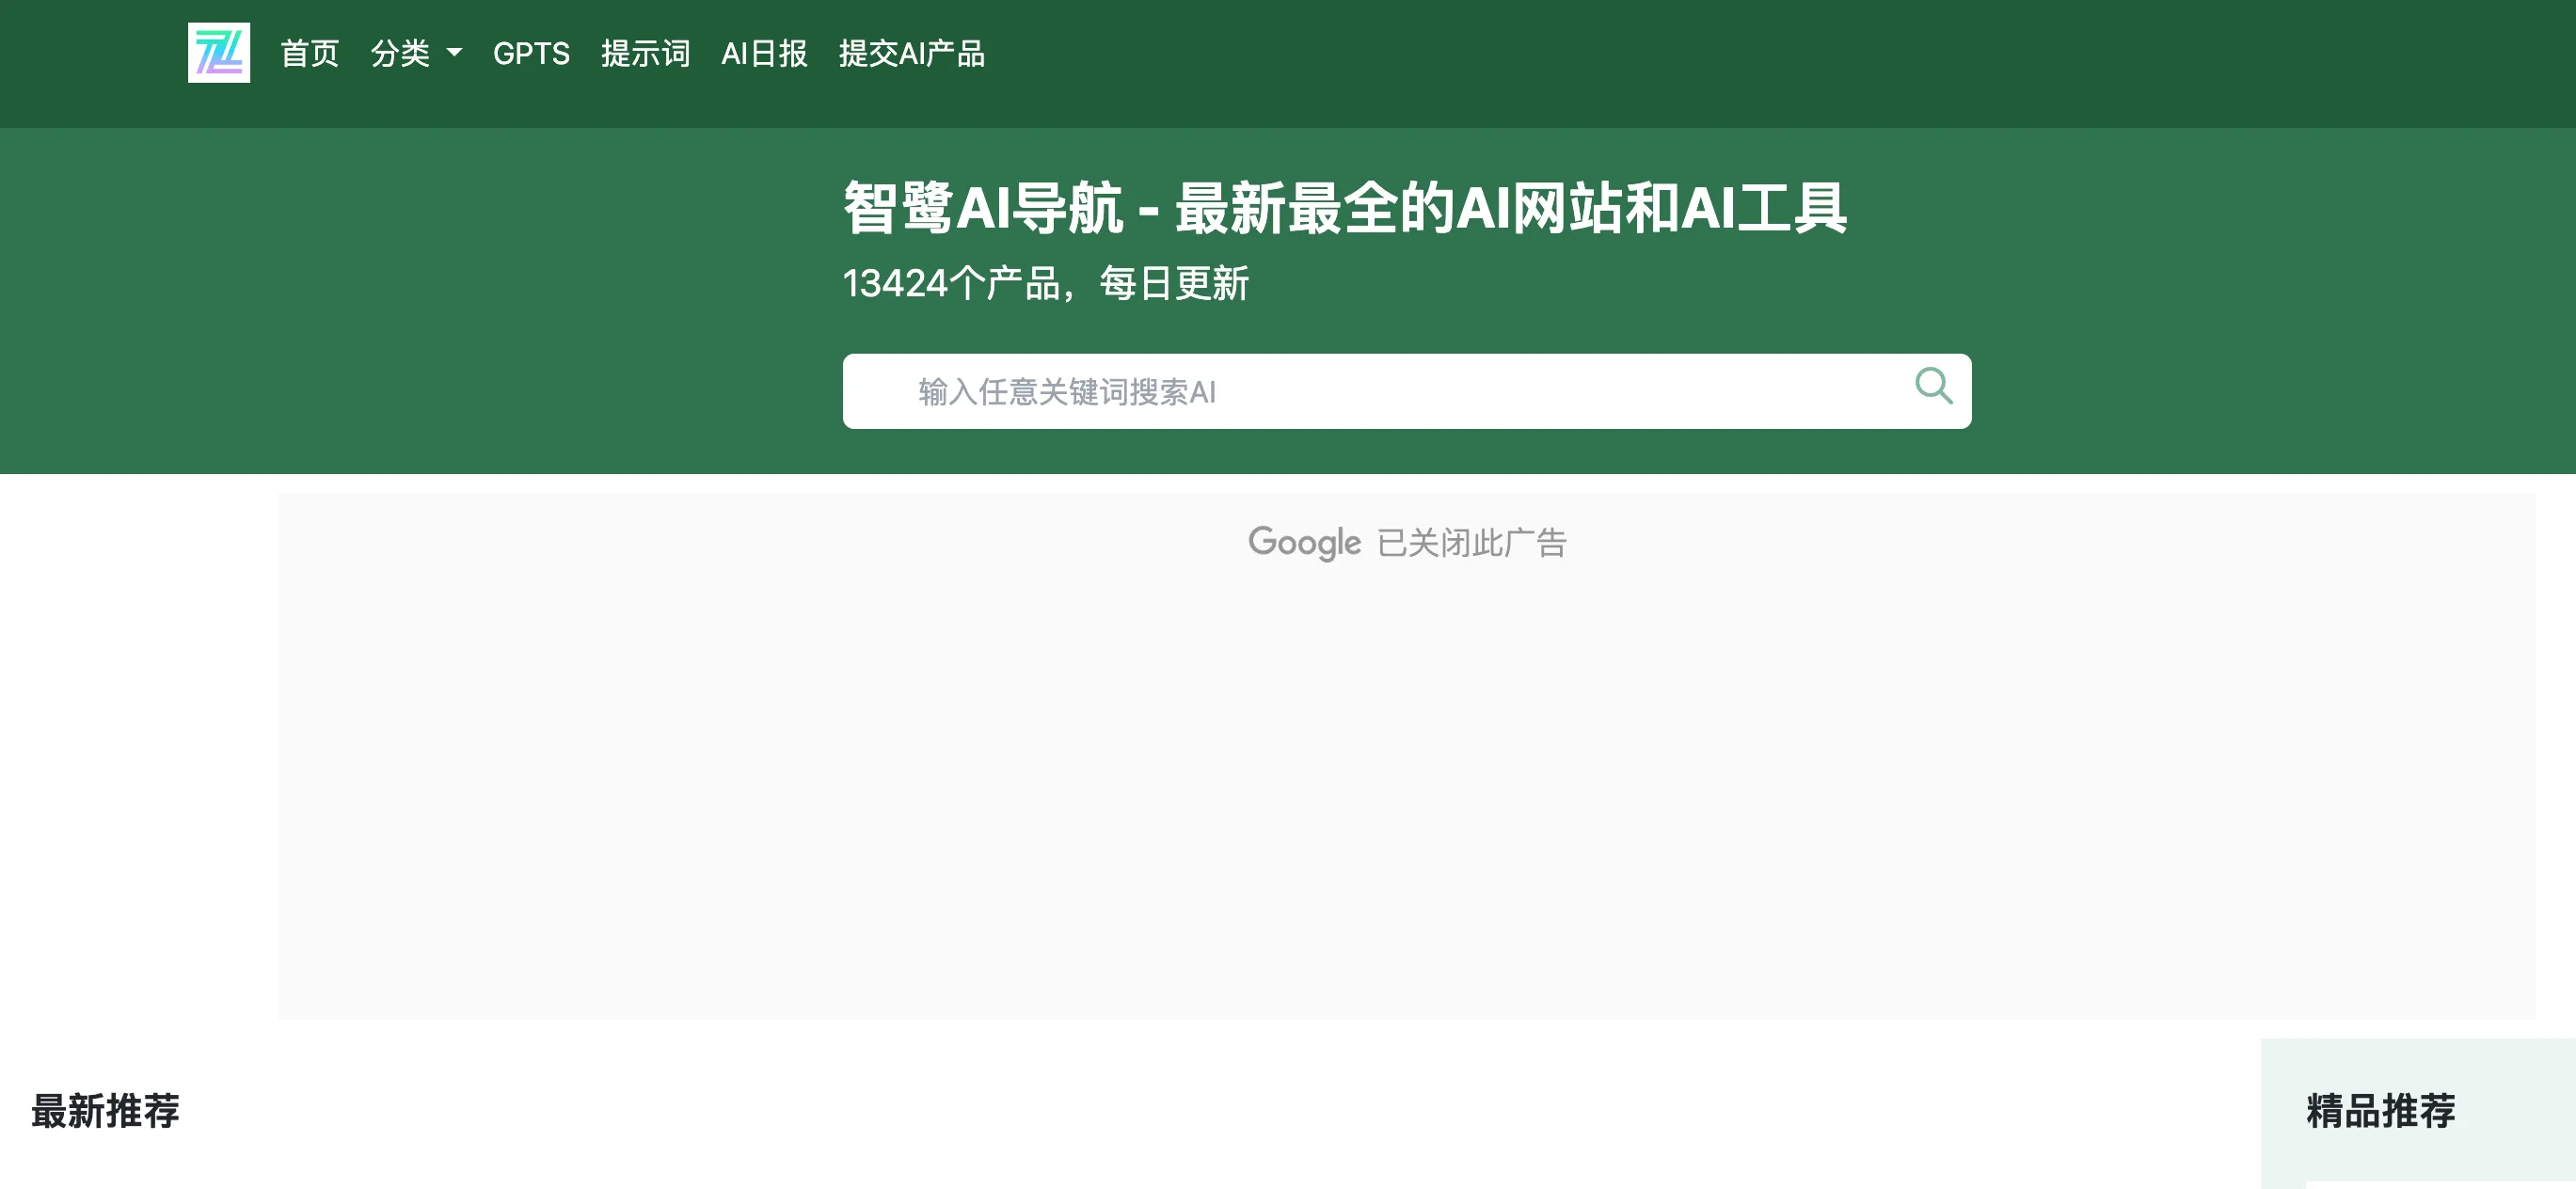 首页 分类 GPTS 提示词 AI日报 提交AI产品
智鹭AI导航 - 最新最全的AI网站和AI工具
13424个产品，每日更新
输入任意关键词搜索AI
Google 已关闭此广告
最新推荐
精品推荐